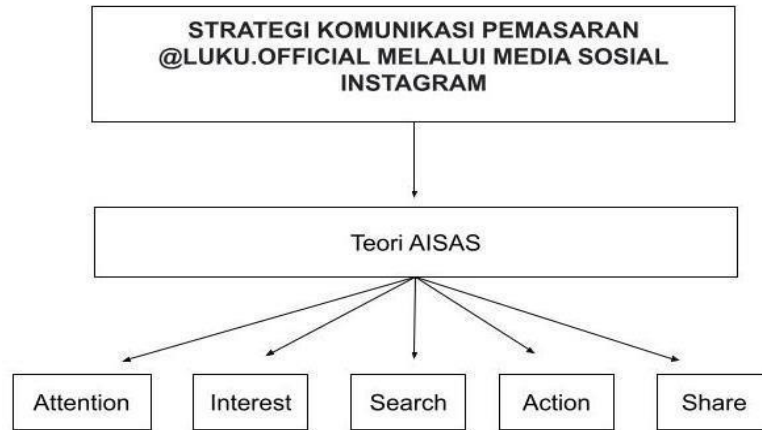 STRATEGI KOMUNIKASI PEMASARAN
@LUKU.OFFICIAL MELALUI MEDIA SOSIAL
INSTAGRAM
Teori AISAS
Attention
Interest
Search
Action
Share